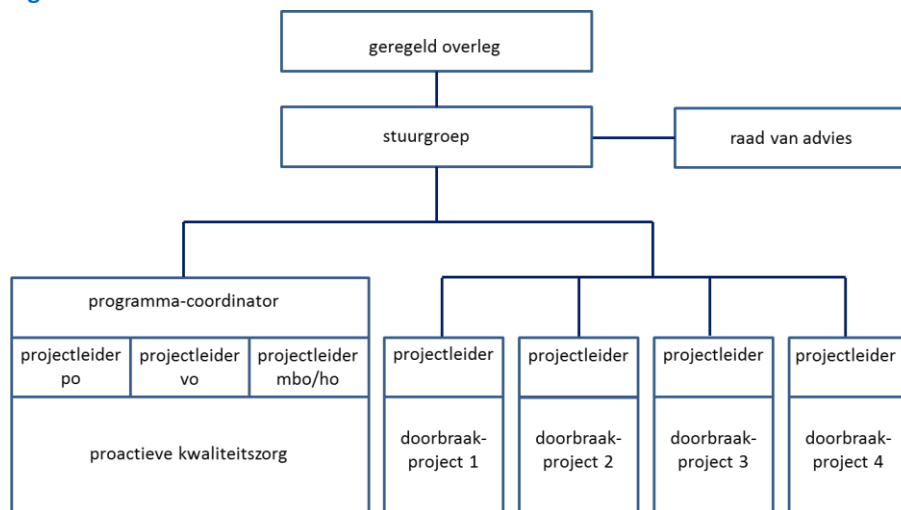 geregeld overleg
stuurgroep
raad van advies
programma-coordinator
projectleider
po
projectleider
vo
projectleider
mbo/ho
proactieve kwaliteitszorg
projectleider
projectleider
projectleider
projectleider
doorbraak-
project 1
doorbraak-
project 2
doorbraak-
project 3
doorbraak-
project 4